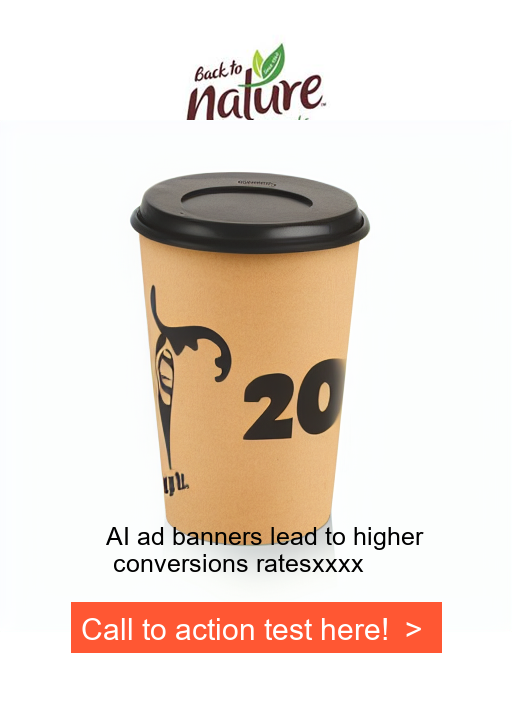 Back to
nature
20
AI ad banners lead to higher
conversions ratesxxxx
Call to action test here! >